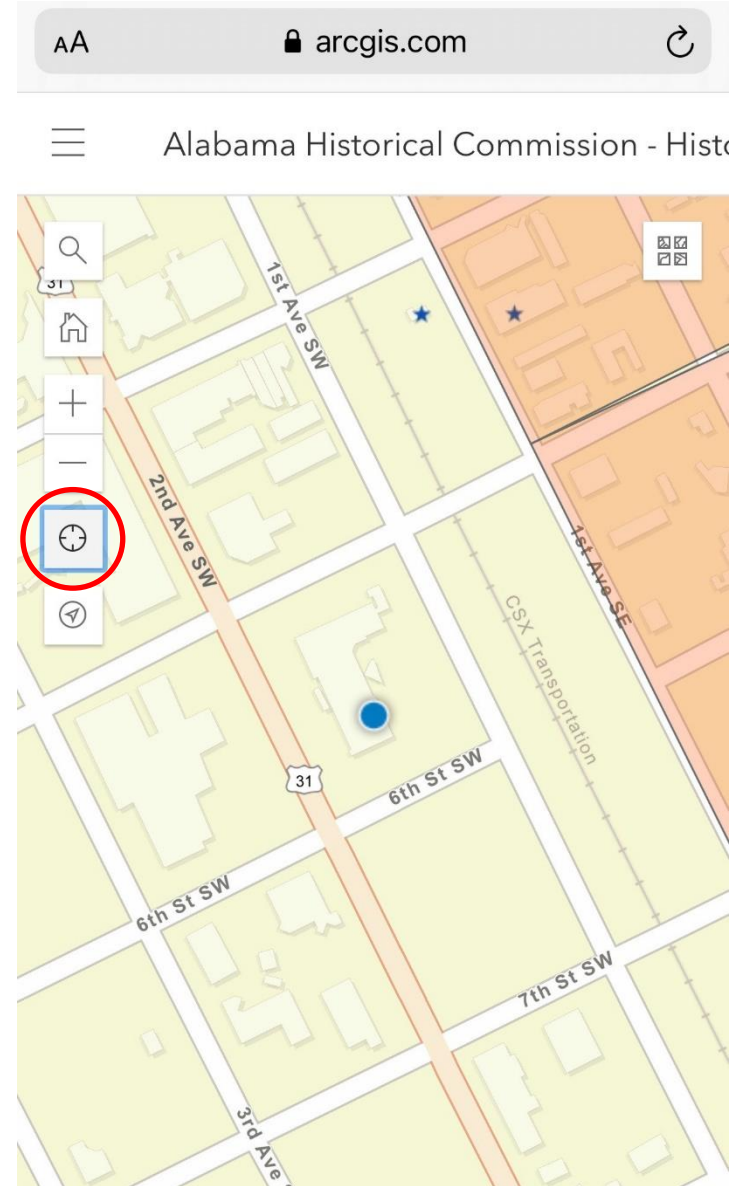 AA arcgis.com
Alabama Historical Commission - Histo
31
1st Ave SW
2nd Ave SW
1st Ave SE
CSX Transportation
31
6th St SW
6th St SW
7th St SW
3rd Ave